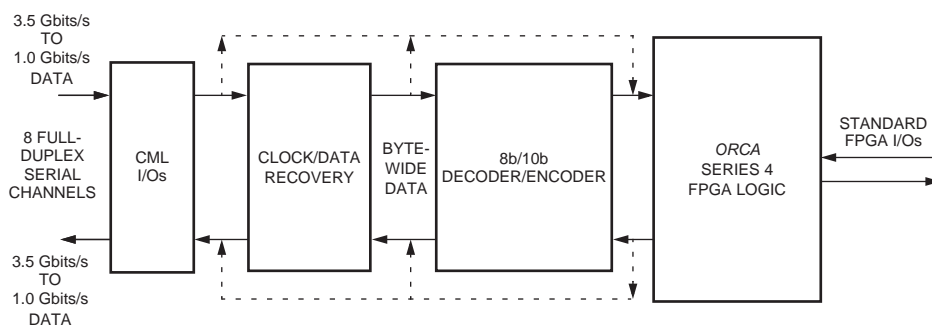 3.5 Gbits/s
TO
1.0 Gbits/s
DATA
8 FULL-
DUPLEX
SERIAL
CHANNELS
3.5 Gbits/s
TO
1.0 Gbits/s
DATA
CML
I/Os
CLOCK/DATA
RECOVERY
BYTE-
WIDE
DATA
8b/10b
DECODER/ENCODER
ORCA
SERIES 4
FPGA LOGIC
STANDARD
FPGA I/Os